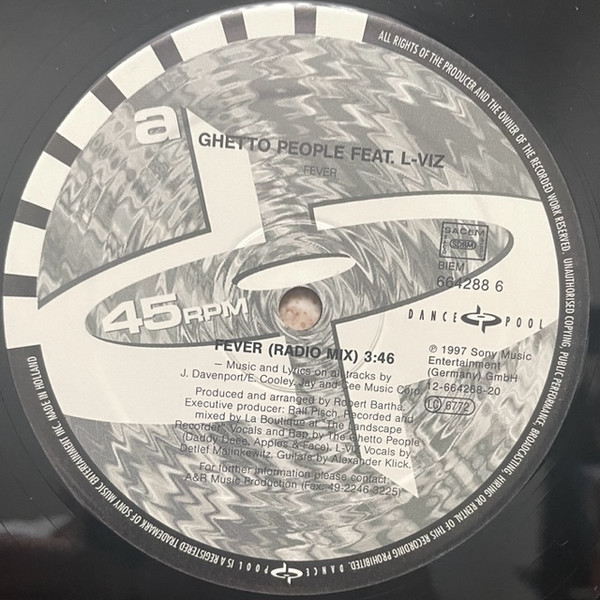 a
GHETTO PEOPLE FEAT. L-VIZ
FEVER
SACEM
SDRM
BIEM
664288 6
DANCE POOL
45RPM
FEVER (RADIO MIX) 3:46
– Music and Lyrics on all tracks by
J. Davenport/E. Cooley, Jay and Cee Music Corp.
Produced and arranged by Robert Bartha.
Executive producer: Ralf Pisch, Recorded and
mixed by La Boutique at "The Landscape
Recorder" Vocals and Rap by The Ghetto People
(Daddy Deee, Apples & Face). L-Viz Vocals by
Detlef Malinkewitz. Guitars by Alexander Klick.
For further information please contact:
A&R Music Production (Fax: 49-2246-3225)"
℗ 1997 Sony Music
Entertainment
(Germany) GmbH
12-664288-20
LC 6772
ALL RIGHTS OF THE PRODUCER AND THE OWNER OF THE RECORDED WORK RESERVED. UNAUTHORISED COPYING, PUBLIC PERFORMANCE, BROADCASTING, HIRING OR RENTAL OF THIS RECORDING PROHIBITED.
DANCE POOL IS A REGISTERED TRADEMARK OF SONY MUSIC ENTERTAINMENT INC. MADE IN HOLLAND